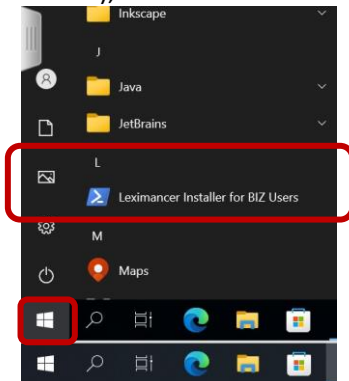 Inkscape
J
Java
JetBrains
L
Leximancer Installer for BIZ Users
M
Maps